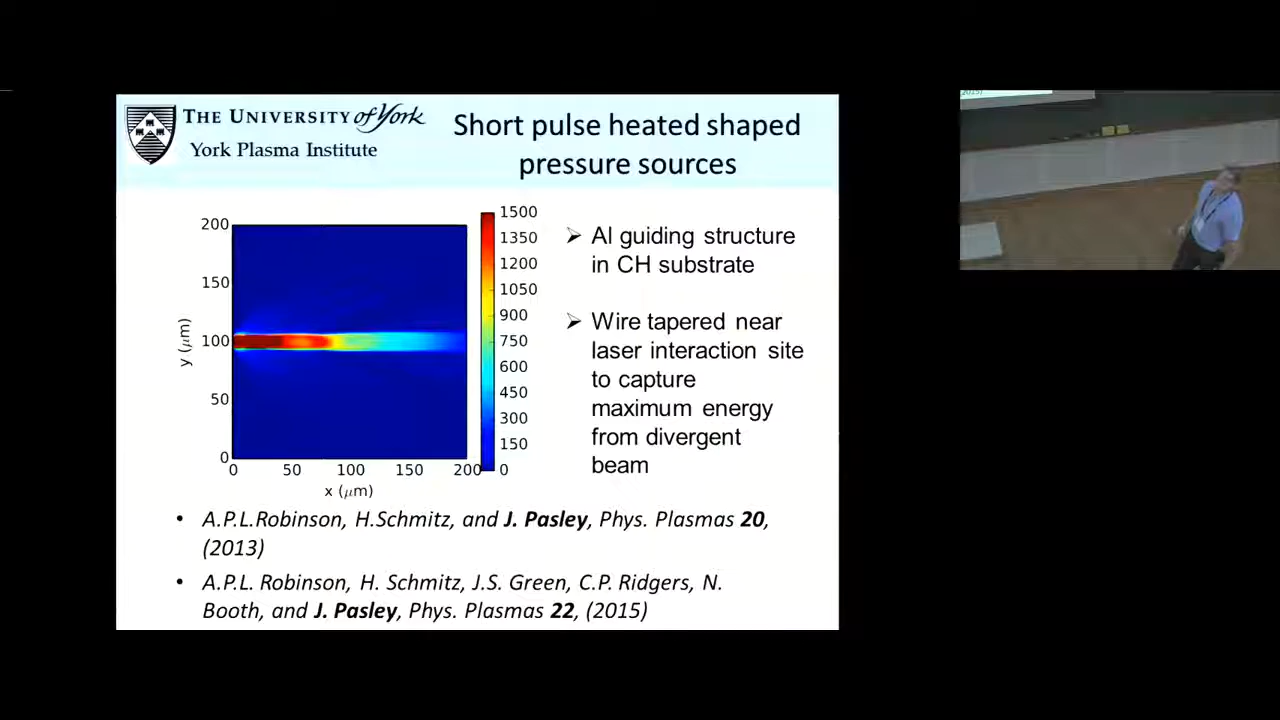 THE UNIVERSITY of York
York Plasma Institute
Short pulse heated shaped
pressure sources
200
150
100
50
0
y (μm)
0 50 100 150 200
x (μm)
1500
1350
1200
1050
900
750
600
450
300
150
0
➢ Al guiding structure
in CH substrate
➢ Wire tapered near
laser interaction site
to capture
maximum energy
from divergent
beam
• A.P.L.Robinson, H.Schmitz, and J. Pasley, Phys. Plasmas 20,
(2013)
• A.P.L. Robinson, H. Schmitz, J.S. Green, C.P. Ridgers, N.
Booth, and J. Pasley, Phys. Plasmas 22, (2015)
2015)